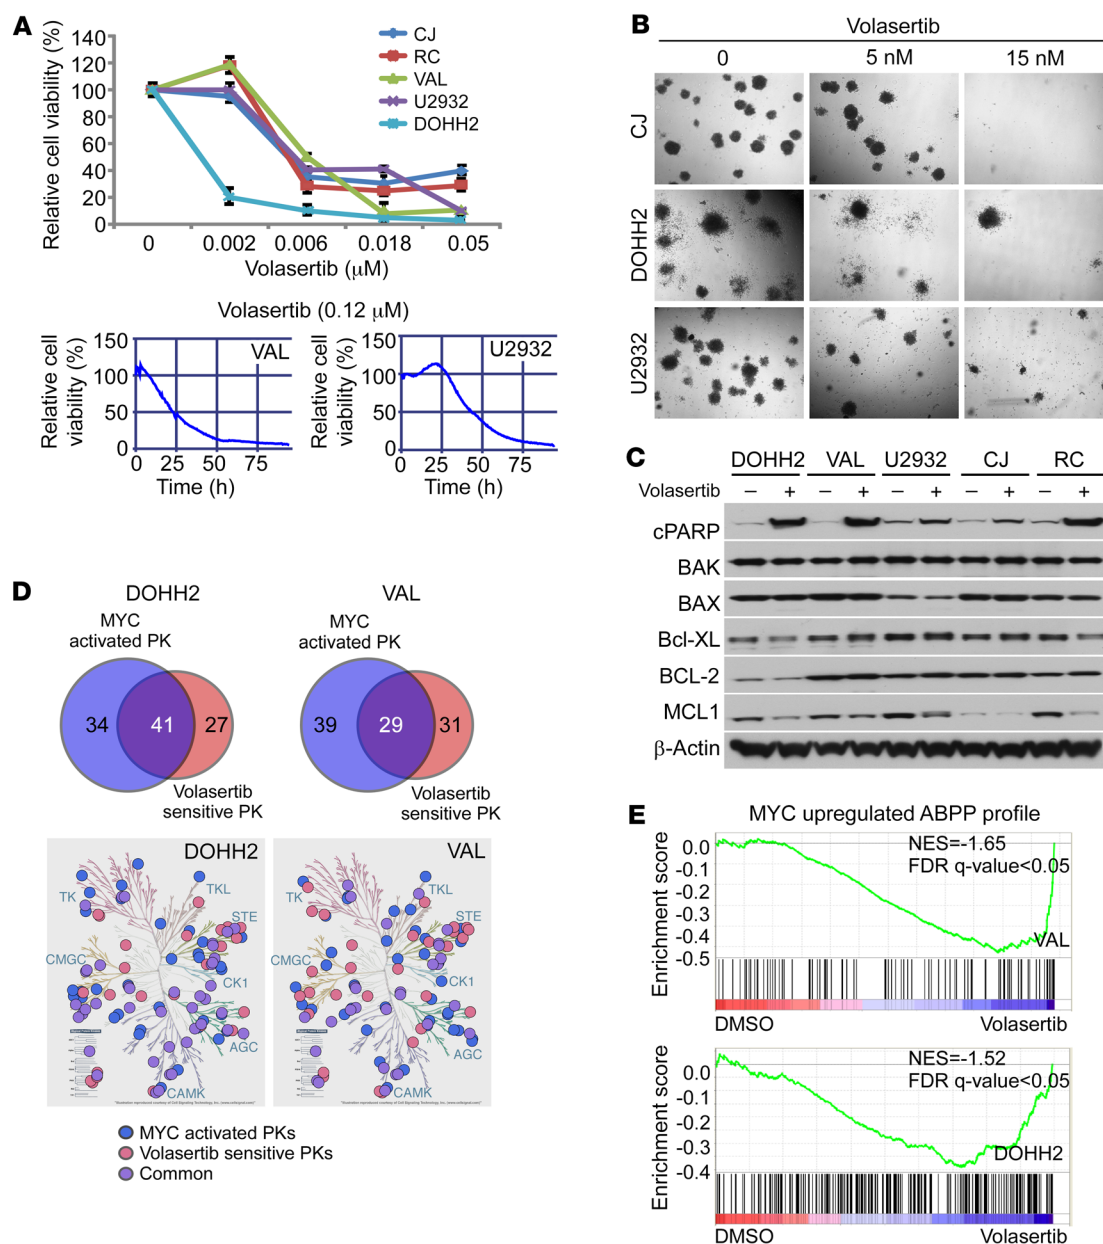 A
Relative cell viability (%)
140
120
100
80
60
40
20
0
CJ
RC
VAL
U2932
DOHH2
0 0.002 0.006 0.018 0.05
Volasertib (μM)
Volasertib (0.12 μM)
Relative cell
viability (%)
150
100
50
0
VAL
0 25 50 75
Time (h)
Relative cell
viability (%)
150
100
50
0
U2932
0 25 50 75
Time (h)
B
Volasertib
0 5 nM 15 nM
CJ
DOHH2
U2932
C
DOHH2 VAL U2932 CJ RC
Volasertib – + – + – + – + – +
cPARP
BAK
BAX
Bcl-XL
BCL-2
MCL1
β-Actin
D
DOHH2
MYC
activated PK
34 41 27
Volasertib
sensitive PK
VAL
MYC
activated PK
39 29 31
Volasertib
sensitive PK
DOHH2
TK
TKL
STE
CMGC
CK1
AGC
CAMK
VAL
TK
TKL
STE
CMGC
CK1
AGC
CAMK
MYC activated PKs
Volasertib sensitive PKs
Common
E
MYC upregulated ABPP profile
Enrichment score
0.0
-0.1
-0.2
-0.3
-0.4
-0.5
NES=-1.65
FDR q-value<0.05
VAL
DMSO Volasertib
Enrichment score
0.0
-0.1
-0.2
-0.3
-0.4
NES=-1.52
FDR q-value<0.05
DOHH2
DMSO Volasertib